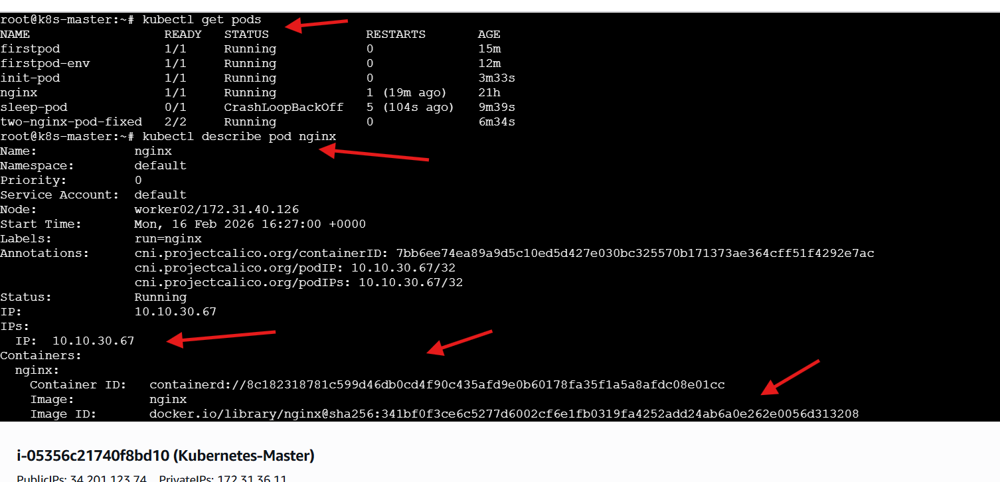 root@k8s-master:~# kubectl get pods
NAME READY STATUS RESTARTS AGE
firstpod 1/1 Running 0 15m
firstpod-env 1/1 Running 0 12m
init-pod 1/1 Running 0 3m33s
nginx 1/1 Running 1 (19m ago) 21h
sleep-pod 0/1 CrashLoopBackOff 5 (104s ago) 9m39s
two-nginx-pod-fixed 2/2 Running 0 6m34s
root@k8s-master:~# kubectl describe pod nginx
Name: nginx
Namespace: default
Priority: 0
Service Account: default
Node: worker02/172.31.40.126
Start Time: Mon, 16 Feb 2026 16:27:00 +0000
Labels: run=nginx
Annotations: cni.projectcalico.org/containerID: 7bb6ee74ea89a9d5c10ed5d427e030bc325570b171373ae364cff51f4292e7ac
cni.projectcalico.org/podIP: 10.10.30.67/32
cni.projectcalico.org/podIPs: 10.10.30.67/32
Status: Running
IP: 10.10.30.67
IPs:
IP: 10.10.30.67
Containers:
nginx:
Container ID: containerd://8c182318781c599d46db0cd4f90c435afd9e0b60178fa35f1a5a8afdc08e01cc
Image: nginx
Image ID: docker.io/library/nginx@sha256:341bf0f3ce6c5277d6002cf6e1fb0319fa4252add24ab6a0e262e0056d313208
i-05356c21740f8bd10 (Kubernetes-Master)
PublicIPs: 34.201.123.74 PrivateIPs: 172.31.36.11